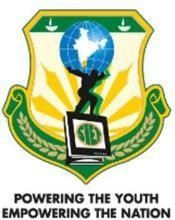 POWERING THE YOUTH
EMPOWERING THE NATION